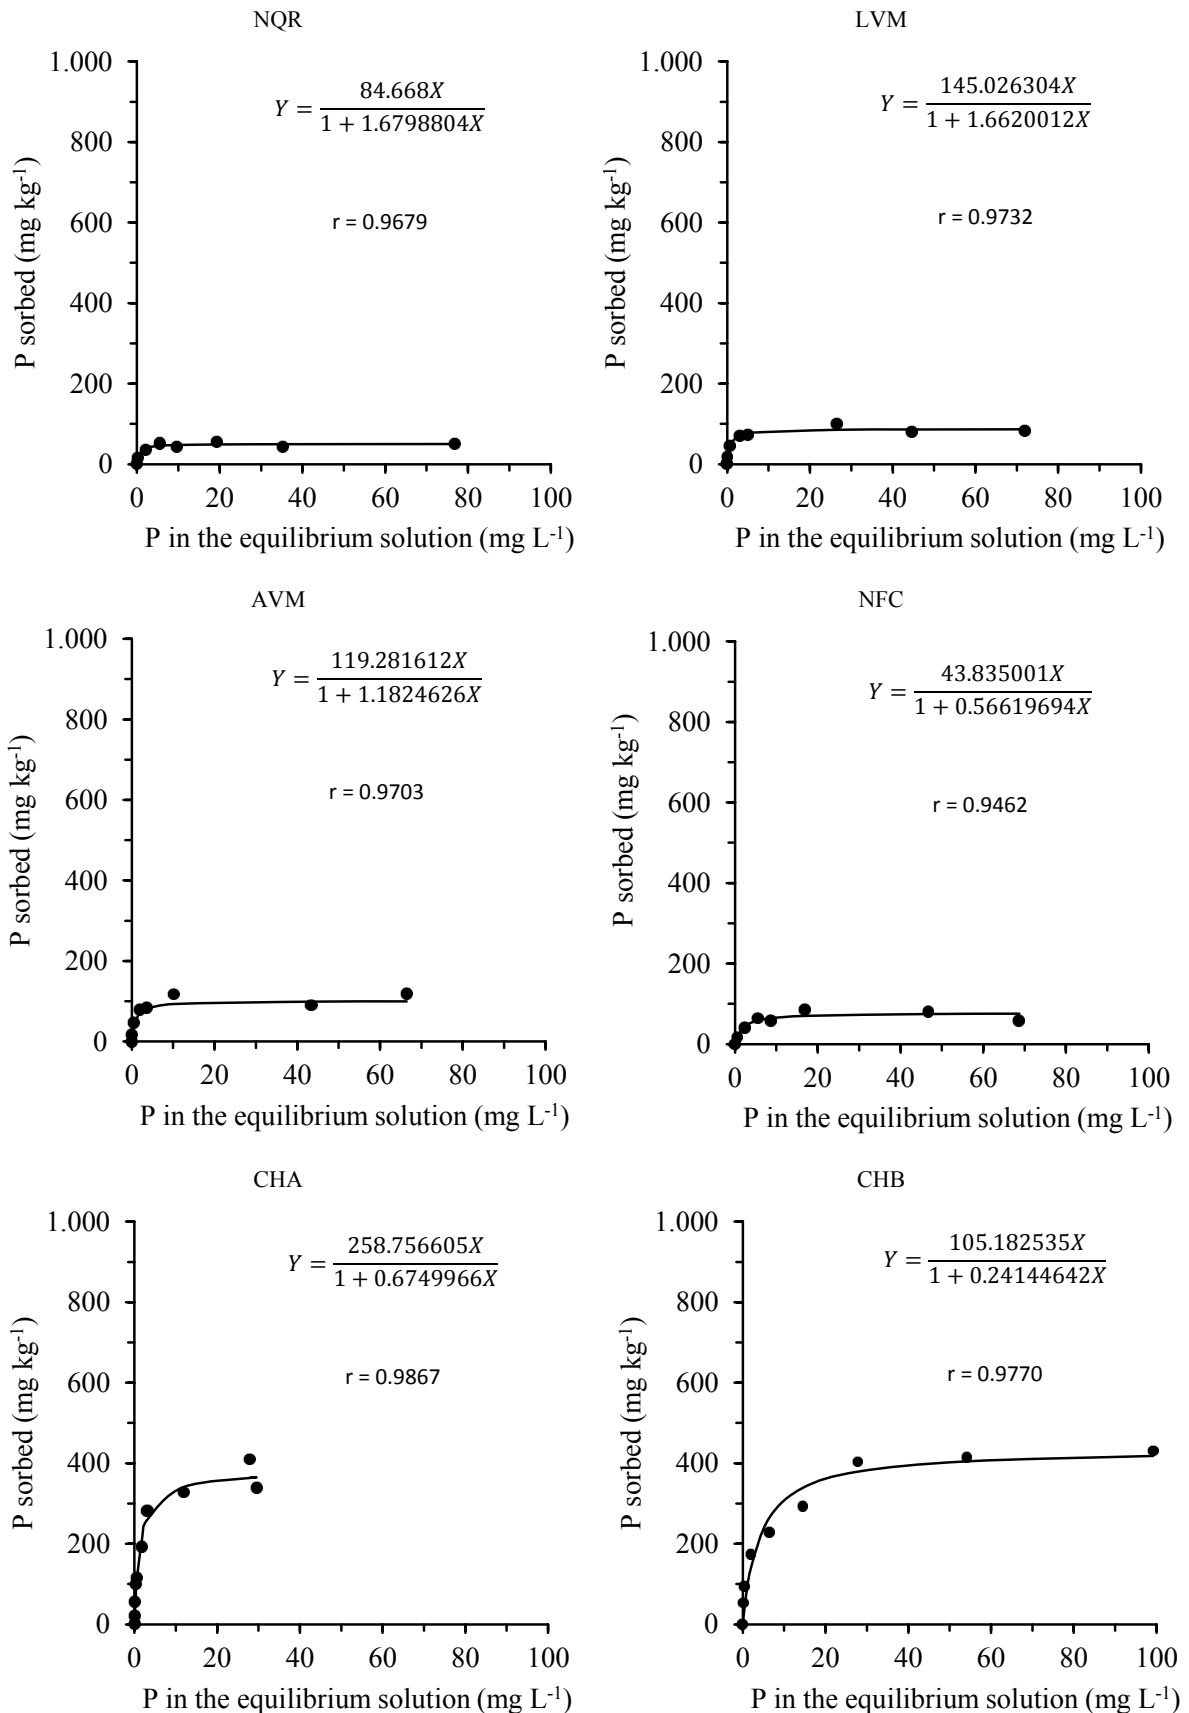 NQR
1.000
800
600
400
200
0
P sorbed (mg kg-1)
Y = 84.668X / 1 + 1.6798804X
r = 0.9679
0 20 40 60 80 100
P in the equilibrium solution (mg L-1)
LVM
1.000
800
600
400
200
0
P sorbed (mg kg-1)
Y = 145.026304X / 1 + 1.6620012X
r = 0.9732
0 20 40 60 80 100
P in the equilibrium solution (mg L-1)
AVM
1.000
800
600
400
200
0
P sorbed (mg kg-1)
Y = 119.281612X / 1 + 1.1824626X
r = 0.9703
0 20 40 60 80 100
P in the equilibrium solution (mg L-1)
NFC
1.000
800
600
400
200
0
P sorbed (mg kg-1)
Y = 43.835001X / 1 + 0.56619694X
r = 0.9462
0 20 40 60 80 100
P in the equilibrium solution (mg L-1)
CHA
1.000
800
600
400
200
0
P sorbed (mg kg-1)
Y = 258.756605X / 1 + 0.6749966X
r = 0.9867
0 20 40 60 80 100
P in the equilibrium solution (mg L-1)
CHB
1.000
800
600
400
200
0
P sorbed (mg kg-1)
Y = 105.182535X / 1 + 0.24144642X
r = 0.9770
0 20 40 60 80 100
P in the equilibrium solution (mg L-1)